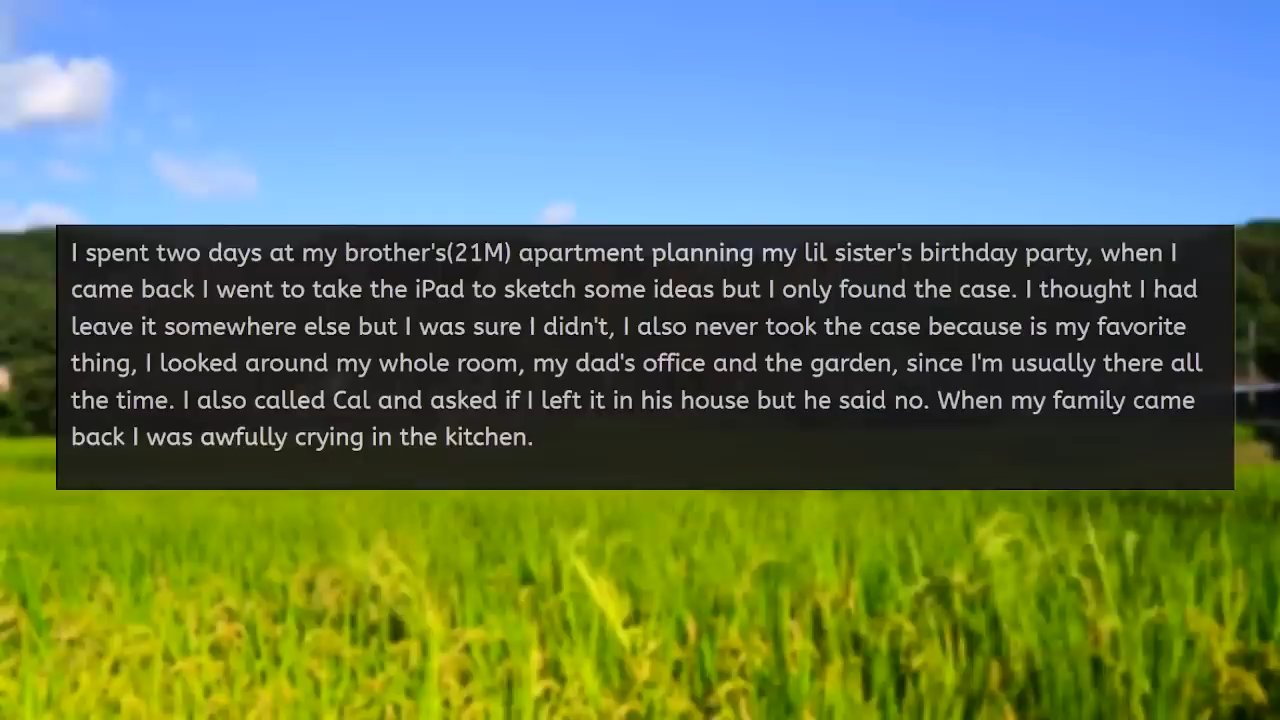 I spent two days at my brother's(21M) apartment planning my lil sister's birthday party, when I
came back I went to take the iPad to sketch some ideas but I only found the case. I thought I had
leave it somewhere else but I was sure I didn't, I also never took the case because is my favorite
thing, I looked around my whole room, my dad's office and the garden, since I'm usually there all
the time. I also called Cal and asked if I left it in his house but he said no. When my family came
back I was awfully crying in the kitchen.